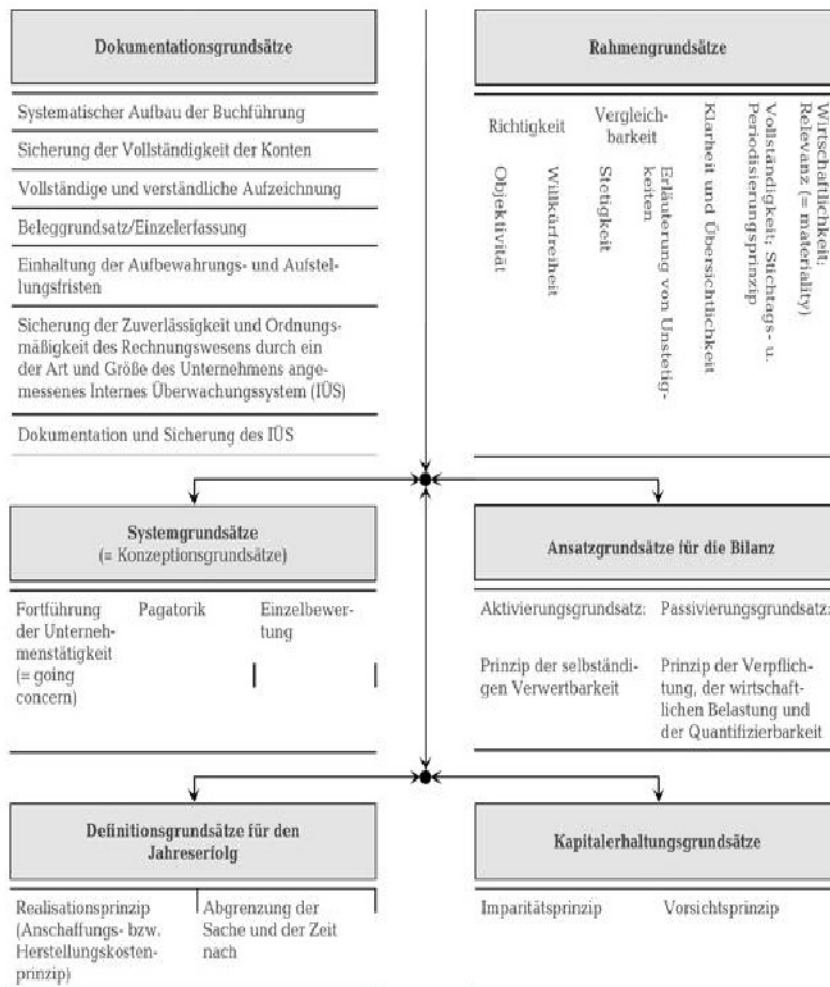 Dokumentationsgrundsätze
Systematischer Aufbau der Buchführung
Sicherung der Vollständigkeit der Konten
Vollständige und verständliche Aufzeichnung
Beleggrundsatz/Einzelerfassung
Einhaltung der Aufbewahrungs- und Aufstel-
lungsfristen
Sicherung der Zuverlässigkeit und Ordnungs-
mäßigkeit des Rechnungswesens durch ein
der Art und Größe des Unternehmens ange-
messenes Internes Überwachungssystem (IÜS)
Dokumentation und Sicherung des IÜS
Rahmengrundsätze
Richtigkeit
Objektivität
Willkürfreiheit
Vergleich-
barkeit
Stetigkeit
Erläuterung von Unstetig-
keiten
Klarheit und Übersichtlichkeit
Vollständigkeit; Stichtags- u.
Periodisierungsprinzip
Wirtschaftlichkeit;
Relevanz (= materiality)
Systemgrundsätze
(= Konzeptionsgrundsätze)
Fortführung
der Unterneh-
menstätigkeit
(= going
concern)
Pagatorik
Einzelbewer-
tung
Ansatzgrundsätze für die Bilanz
Aktivierungsgrundsatz:
Prinzip der selbständi-
gen Verwertbarkeit
Passivierungsgrundsatz:
Prinzip der Verpflich-
tung, der wirtschaft-
lichen Belastung und
der Quantifizierbarkeit
Definitionsgrundsätze für den
Jahreserfolg
Realisationsprinzip
(Anschaffungs- bzw.
Herstellungskosten-
prinzip)
Abgrenzung der
Sache und der Zeit
nach
Kapitalerhaltungsgrundsätze
Imparitätsprinzip
Vorsichtsprinzip